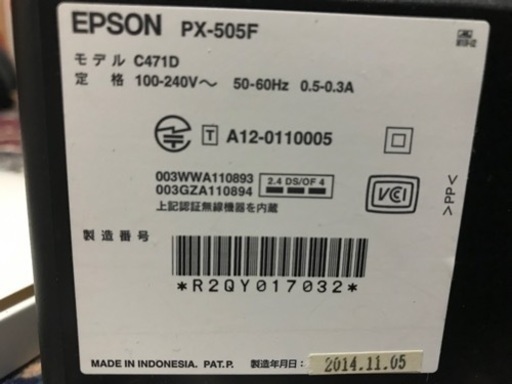 EPSON PX-505F
モデル C471D
定 格 100-240V～ 50-60Hz 0.5-0.3A
T A12-0110005
003WWA110893
003GZA110894
2.4 DS/OF 4
上記認証無線機器を内蔵
VCI
>PP<
製造番号
*R2QY017032*
MADE IN INDONESIA. PAT.P. 製造年月日: 2014.11.05